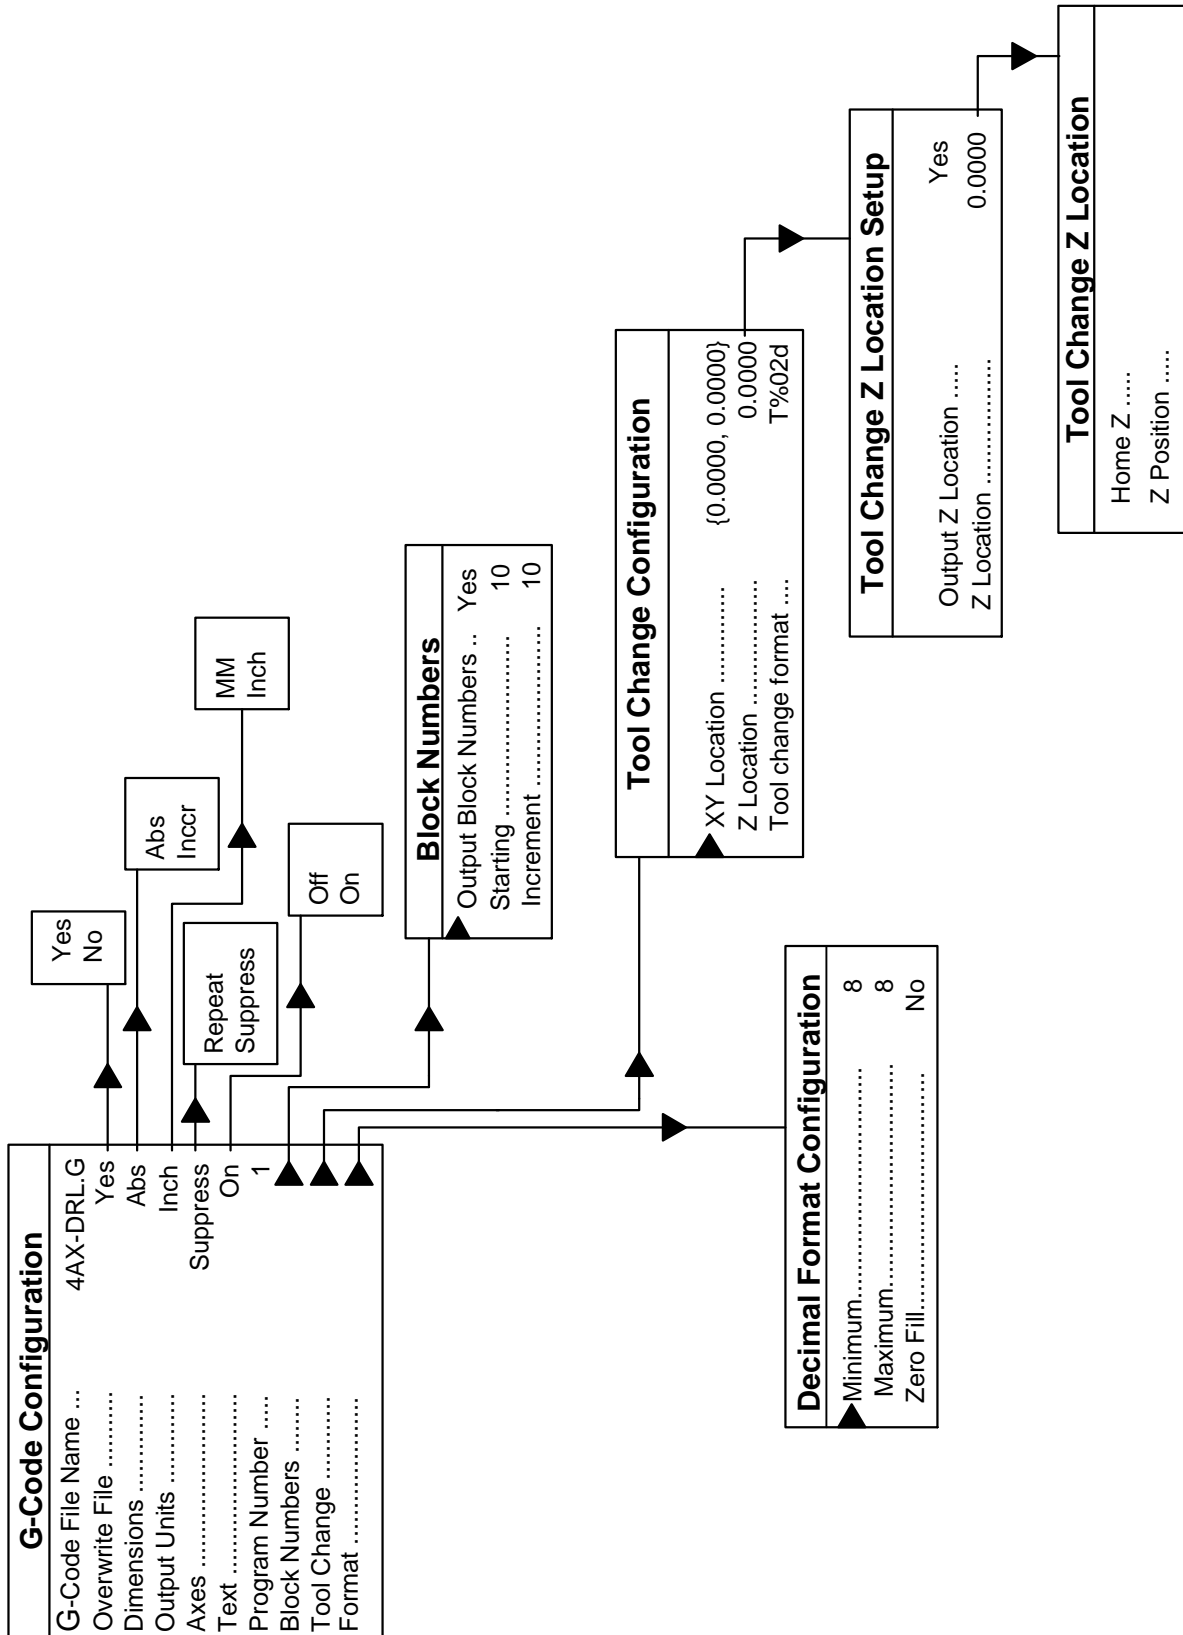 G-Code Configuration
G-Code File Name ... 4AX-DRL.G
Overwrite File ........... Yes
Dimensions ............ Abs
Output Units ........... Inch
Axes ....................... Suppress
Text ........................ On
Program Number ..... 1
Block Numbers ........
Tool Change ...........
Format ....................
Yes
No
Abs
Inccr
MM
Inch
Repeat
Suppress
Off
On
Block Numbers
Output Block Numbers .. Yes
Starting ........................ 10
Increment ..................... 10
Tool Change Configuration
XY Location ............... {0.0000, 0.0000}
Z Location ................. 0.0000
Tool change format .... T%02d
Decimal Format Configuration
Minimum............................. 8
Maximum............................ 8
Zero Fill............................... No
Tool Change Z Location Setup
Output Z Location ..... Yes
Z Location ................. 0.0000
Tool Change Z Location
Home Z .....
Z Position .....